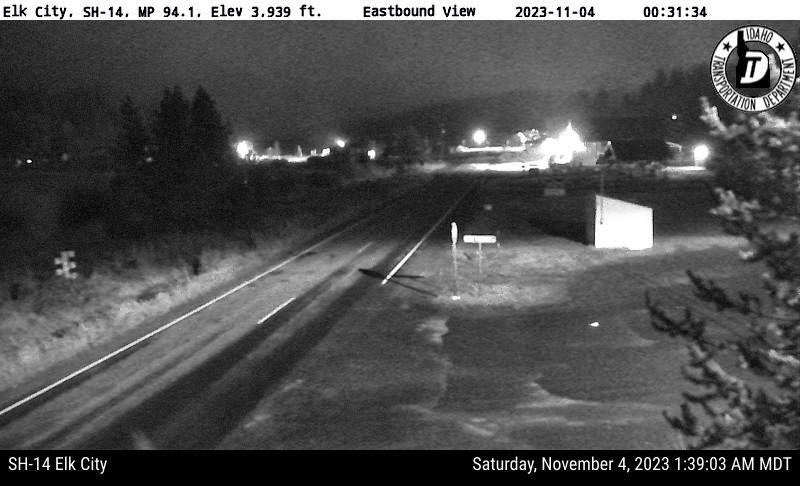 Elk City, SH-14, MP 94.1, Elev 3,939 ft. Eastbound View 2023-11-04 00:31:34
IDAHO
TRANSPORTATION DEPARTMENT
SH-14 Elk City Saturday, November 4, 2023 1:39:03 AM MDT